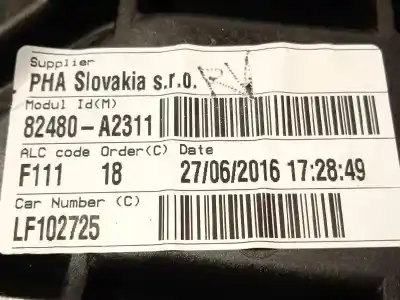 Supplier
PHA Slovakia s.r.o.
RV
Modul Id(M)
82480-A2311
ALC code Order(C) Date
F111 18 27/06/2016 17:28:49
Car Number (C)
LF102725